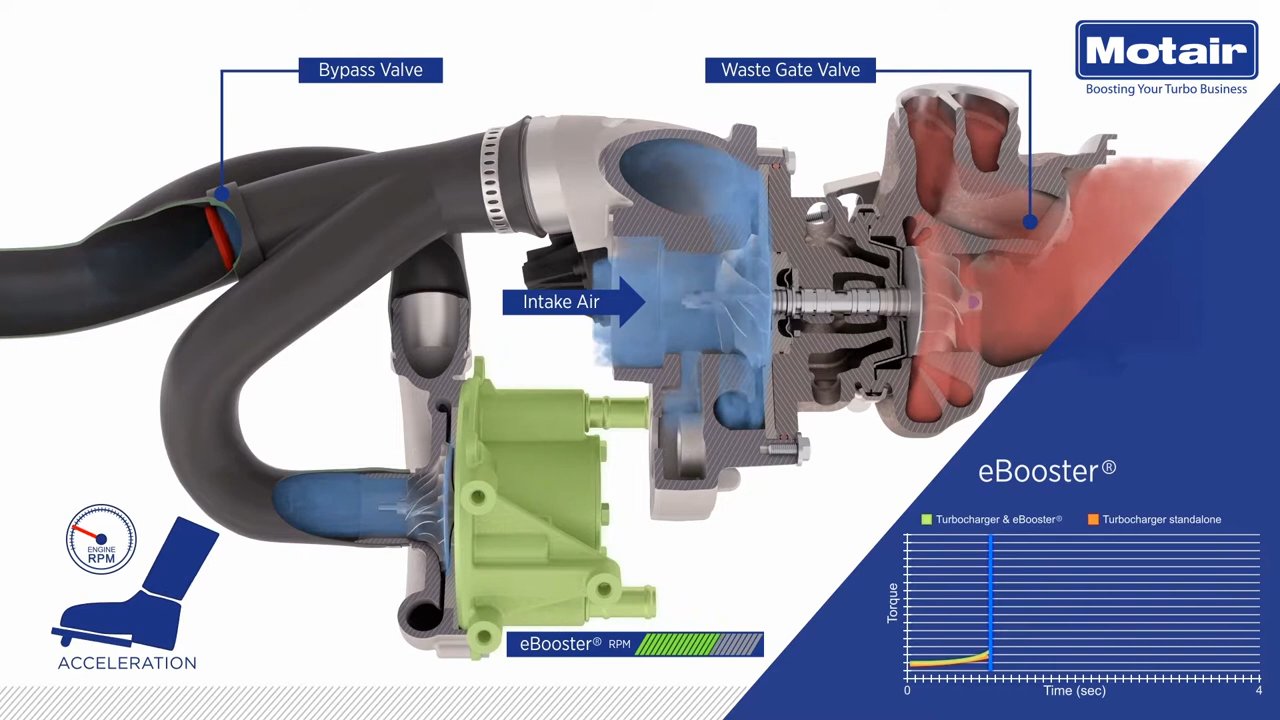 Motair
Boosting Your Turbo Business
Bypass Valve
Waste Gate Valve
Intake Air
eBooster®
Turbocharger & eBooster®
Turbocharger standalone
Torque
0
Time (sec)
4
ENGINE
RPM
ACCELERATION
eBooster® RPM